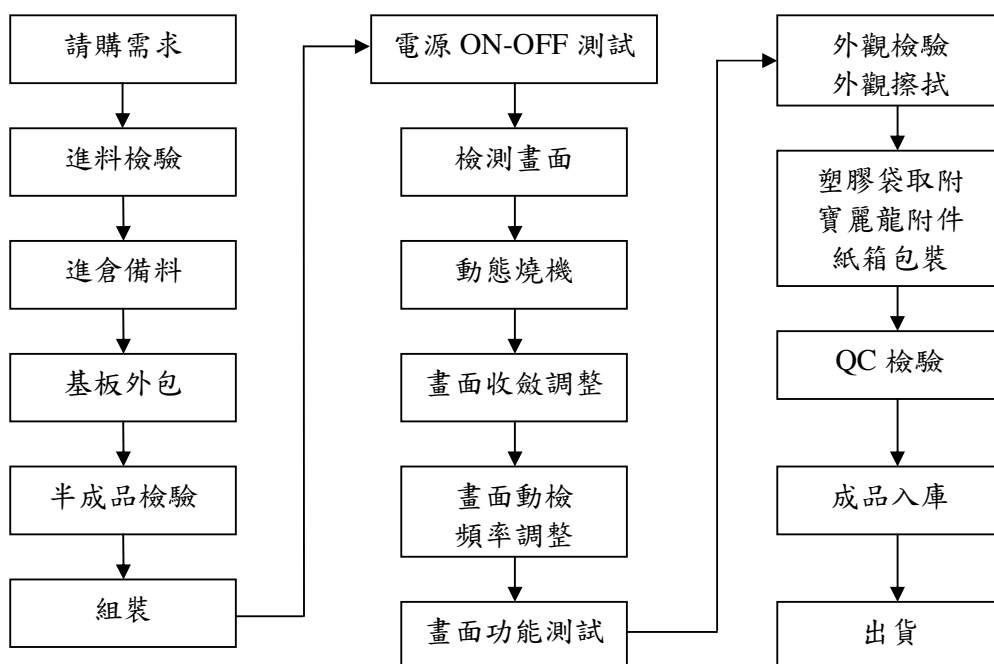 請購需求
進料檢驗
進倉備料
基板外包
半成品檢驗
組裝
電源 ON-OFF 測試
檢測畫面
動態燒機
畫面收斂調整
畫面動檢
頻率調整
畫面功能測試
外觀檢驗
外觀擦拭
塑膠袋取附
寶麗龍附件
紙箱包裝
QC 檢驗
成品入庫
出貨